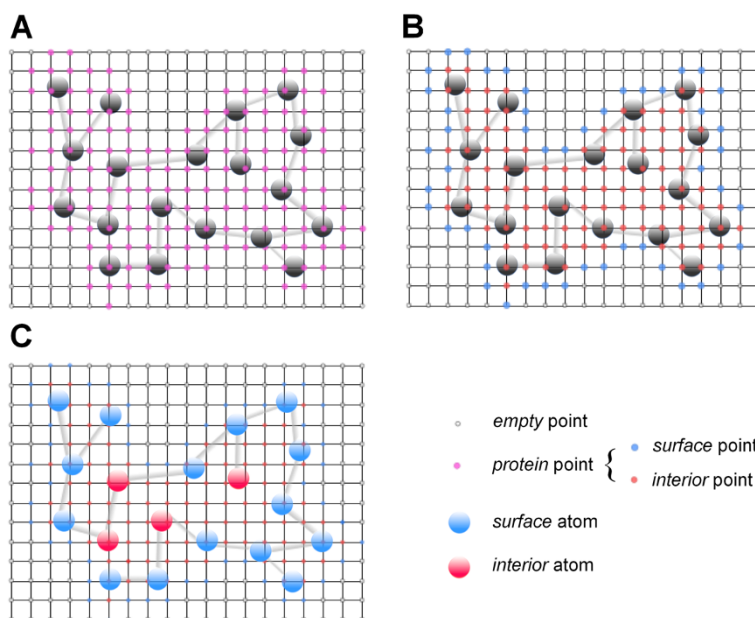 A
B
C
empty point
protein point
{
surface point
interior point
surface atom
interior atom